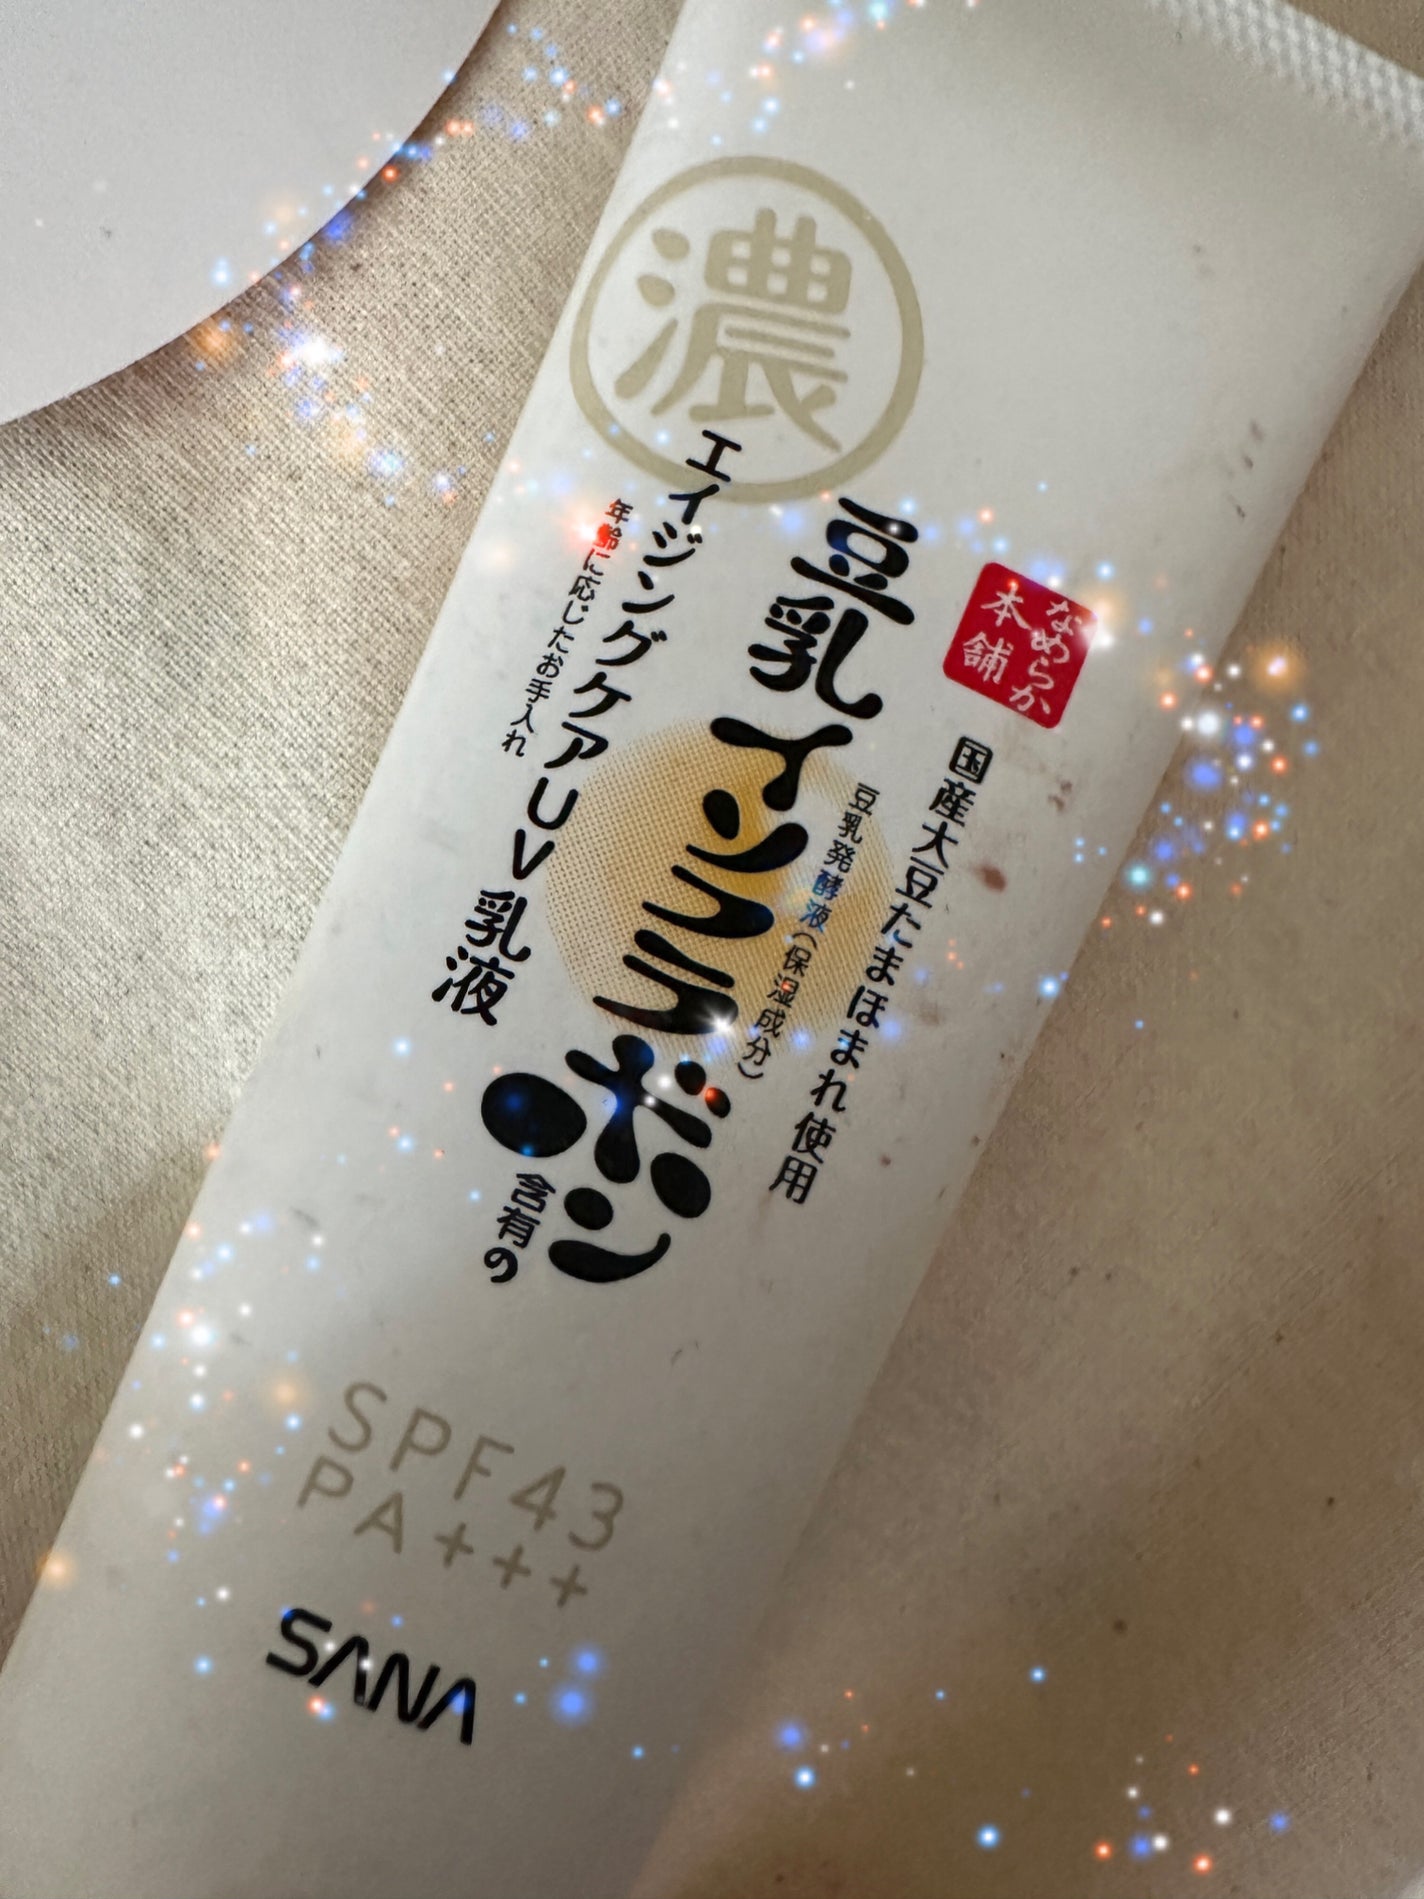 濃
なめらか
本舗
国産大豆たまほまれ使用
豆乳発酵液(保湿成分)
豆乳イソフラボン
含有の
エイジングケアUV乳液
年齢に応じたお手入れ
SPF43
PA+++
SANA